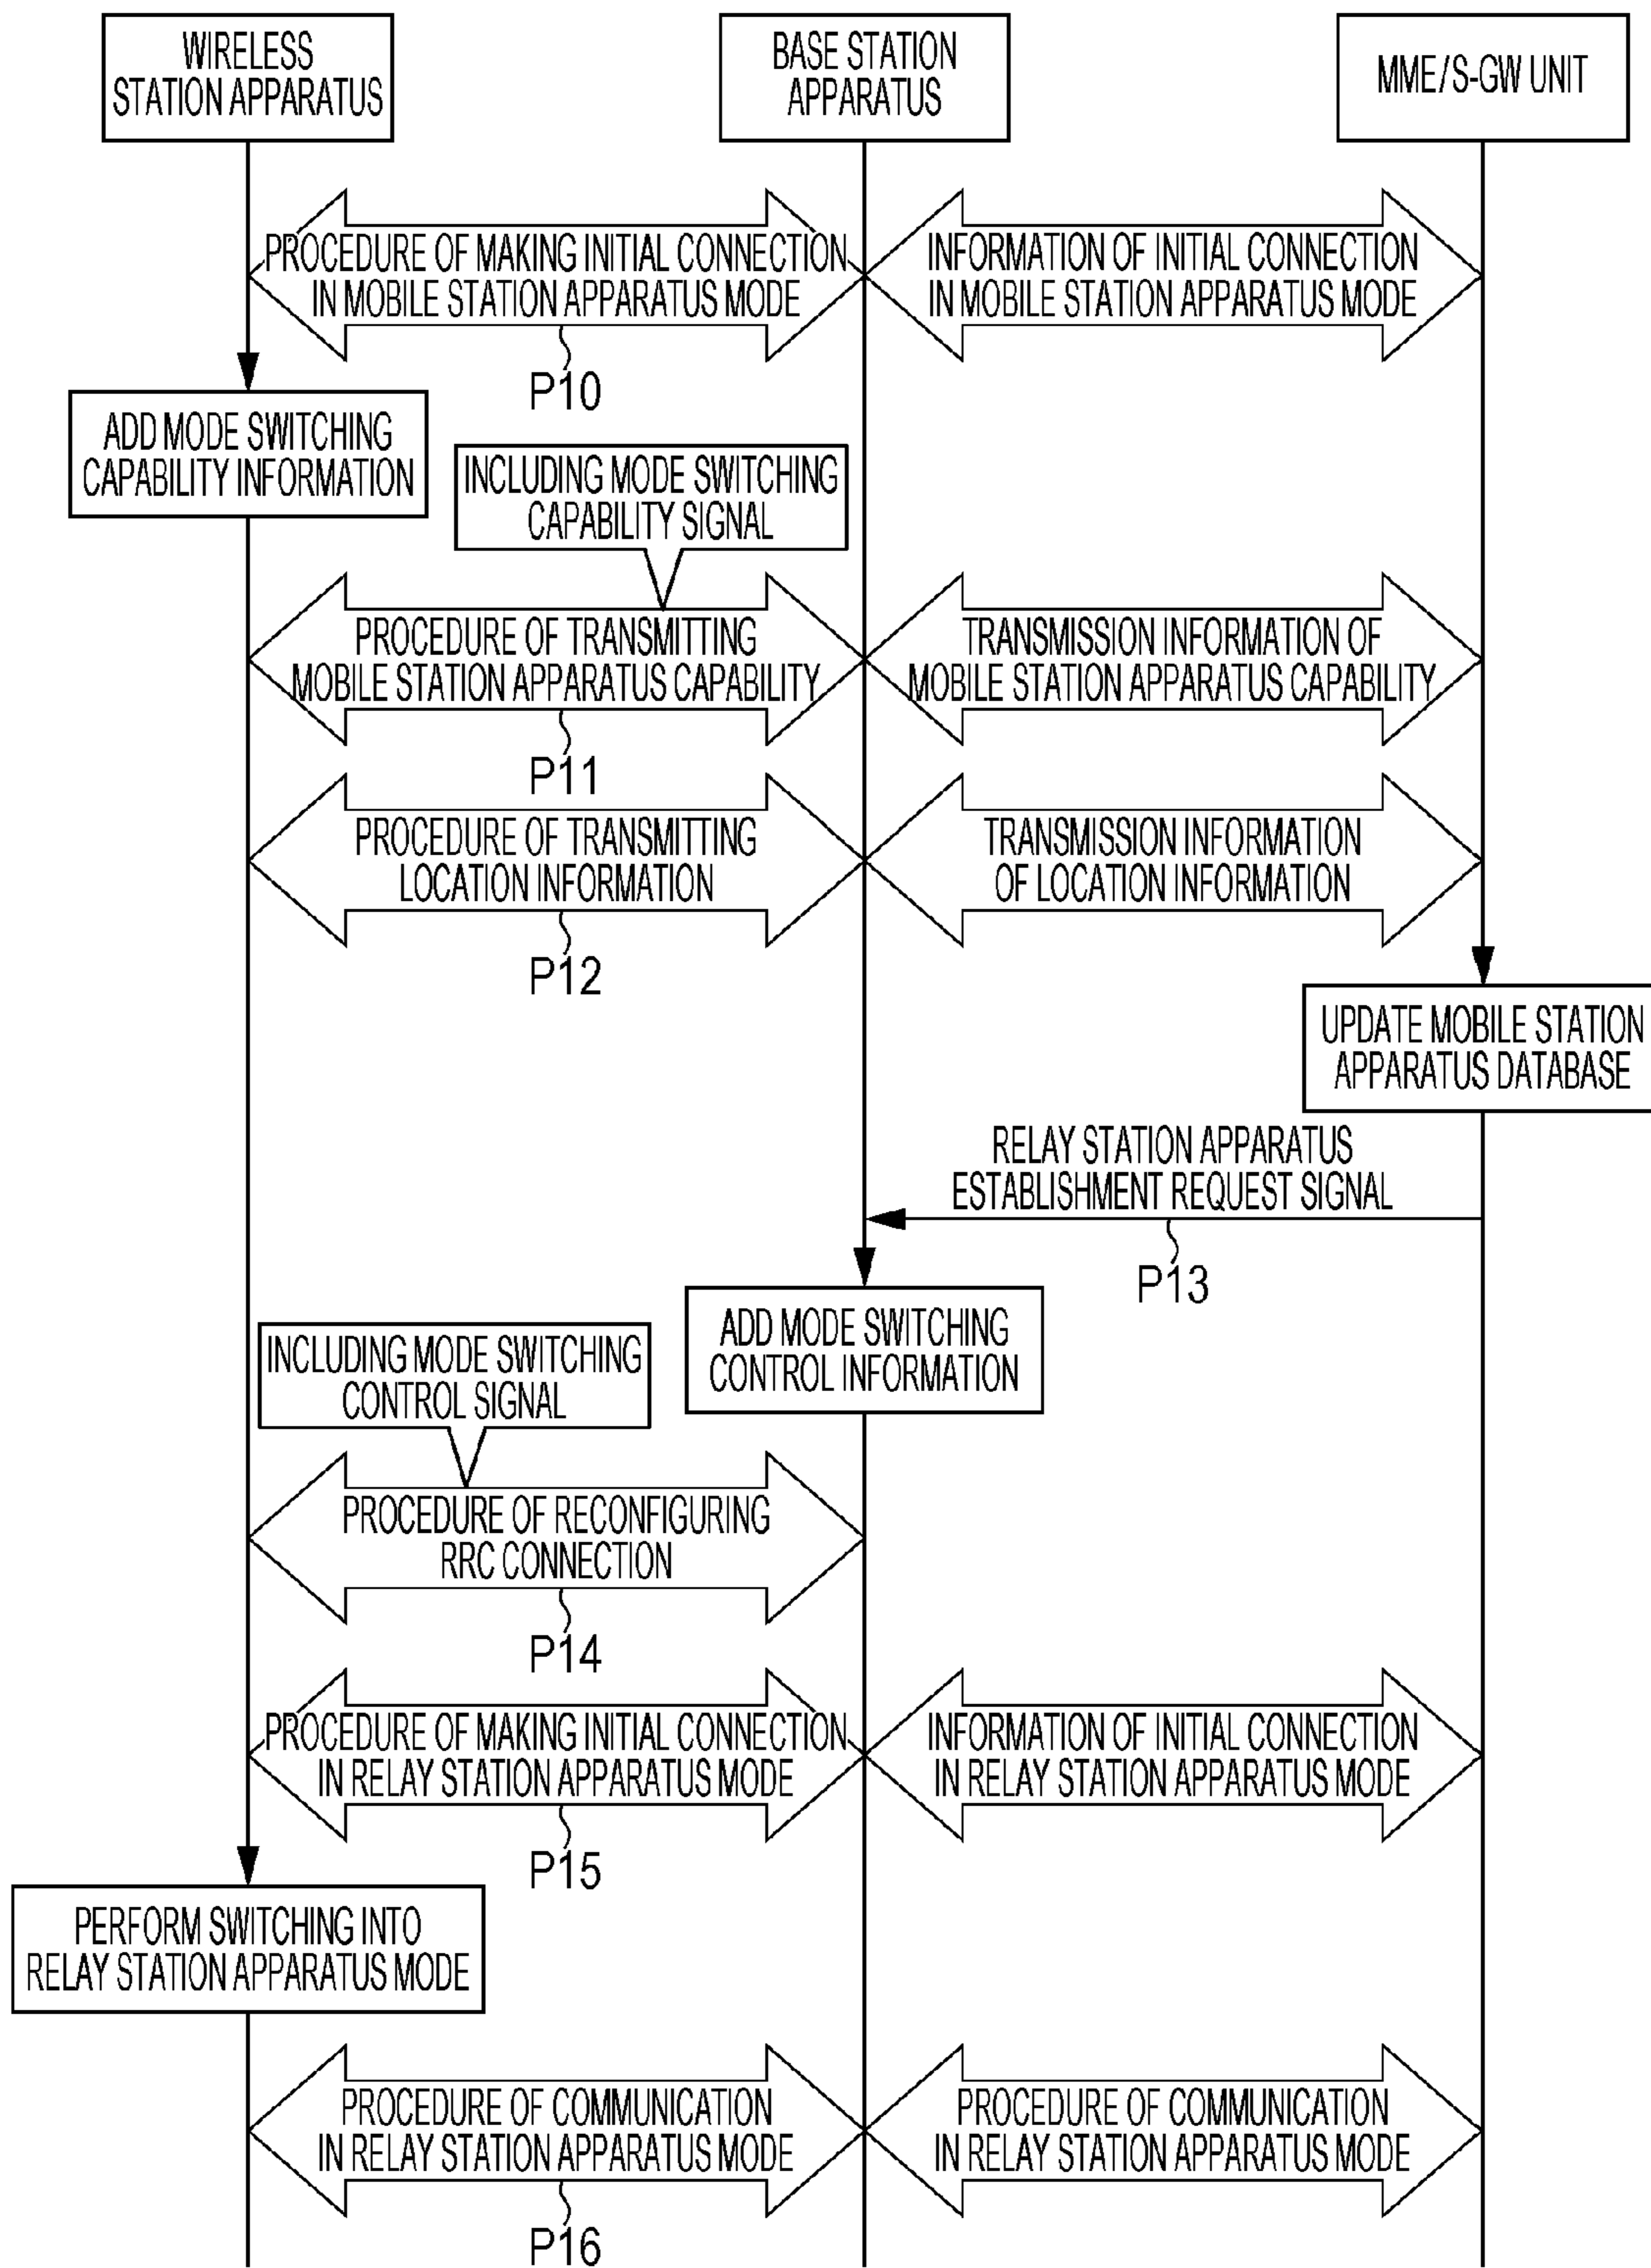 WIRELESS
STATION APPARATUS
BASE STATION
APPARATUS
MME/S-GW UNIT
PROCEDURE OF MAKING INITIAL CONNECTION
IN MOBILE STATION APPARATUS MODE
INFORMATION OF INITIAL CONNECTION
IN MOBILE STATION APPARATUS MODE
P10
ADD MODE SWITCHING
CAPABILITY INFORMATION
INCLUDING MODE SWITCHING
CAPABILITY SIGNAL
PROCEDURE OF TRANSMITTING
MOBILE STATION APPARATUS CAPABILITY
TRANSMISSION INFORMATION OF
MOBILE STATION APPARATUS CAPABILITY
P11
PROCEDURE OF TRANSMITTING
LOCATION INFORMATION
TRANSMISSION INFORMATION
OF LOCATION INFORMATION
P12
UPDATE MOBILE STATION
APPARATUS DATABASE
RELAY STATION APPARATUS
ESTABLISHMENT REQUEST SIGNAL
P13
ADD MODE SWITCHING
CONTROL INFORMATION
INCLUDING MODE SWITCHING
CONTROL SIGNAL
PROCEDURE OF RECONFIGURING
RRC CONNECTION
P14
PROCEDURE OF MAKING INITIAL CONNECTION
IN RELAY STATION APPARATUS MODE
INFORMATION OF INITIAL CONNECTION
IN RELAY STATION APPARATUS MODE
P15
PERFORM SWITCHING INTO
RELAY STATION APPARATUS MODE
PROCEDURE OF COMMUNICATION
IN RELAY STATION APPARATUS MODE
PROCEDURE OF COMMUNICATION
IN RELAY STATION APPARATUS MODE
P16